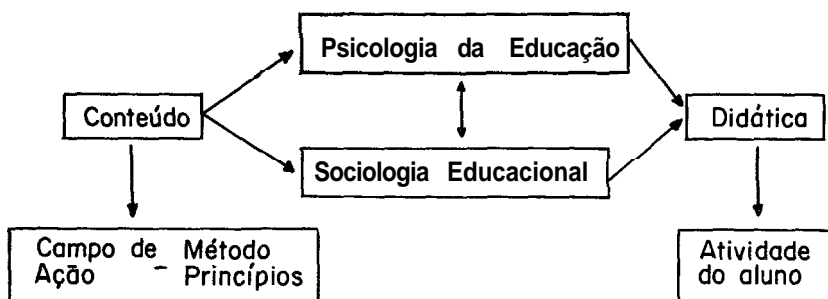 Psicologia da Educação
Conteúdo
Didática
Sociologia Educacional
Campo de Método
Ação - Princípios
Atividade
do aluno